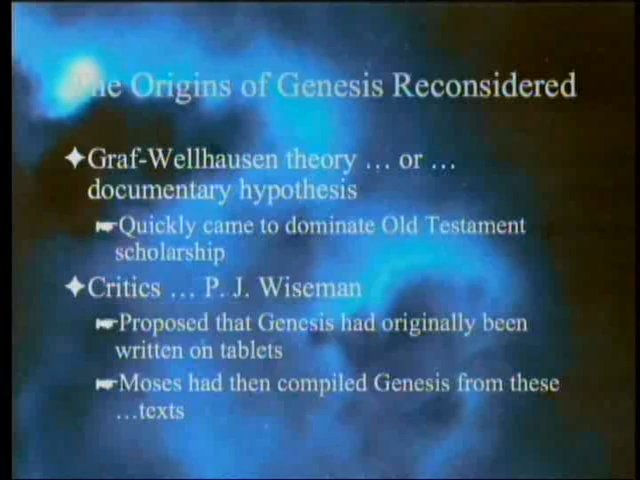 The Origins of Genesis Reconsidered
Graf-Wellhausen theory … or …
documentary hypothesis
Quickly came to dominate Old Testament
scholarship
Critics … P. J. Wiseman
Proposed that Genesis had originally been
written on tablets
Moses had then compiled Genesis from these
…texts